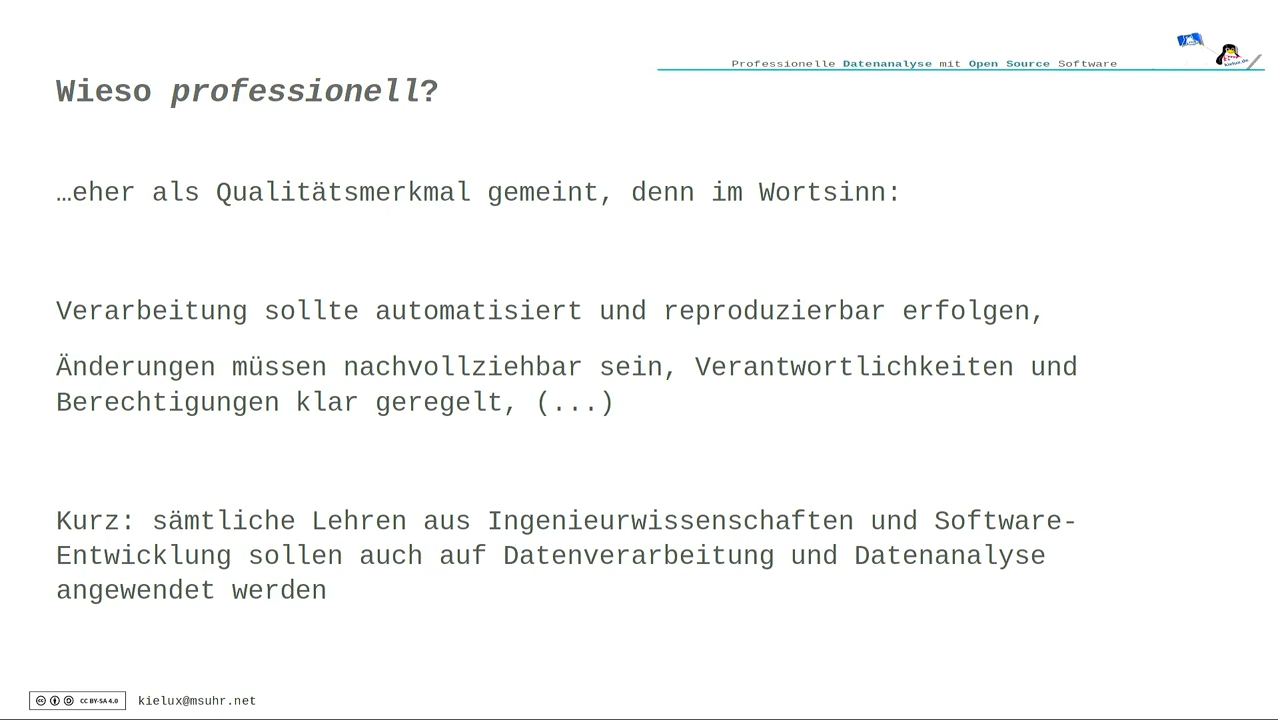 Professionelle Datenanalyse mit Open Source Software
kielux.de
Wieso professionell?
…eher als Qualitätsmerkmal gemeint, denn im Wortsinn:
Verarbeitung sollte automatisiert und reproduzierbar erfolgen,
Änderungen müssen nachvollziehbar sein, Verantwortlichkeiten und
Berechtigungen klar geregelt, (...)
Kurz: sämtliche Lehren aus Ingenieurwissenschaften und Software-
Entwicklung sollen auch auf Datenverarbeitung und Datenanalyse
angewendet werden
CC BY-SA 4.0 kielux@msuhr.net